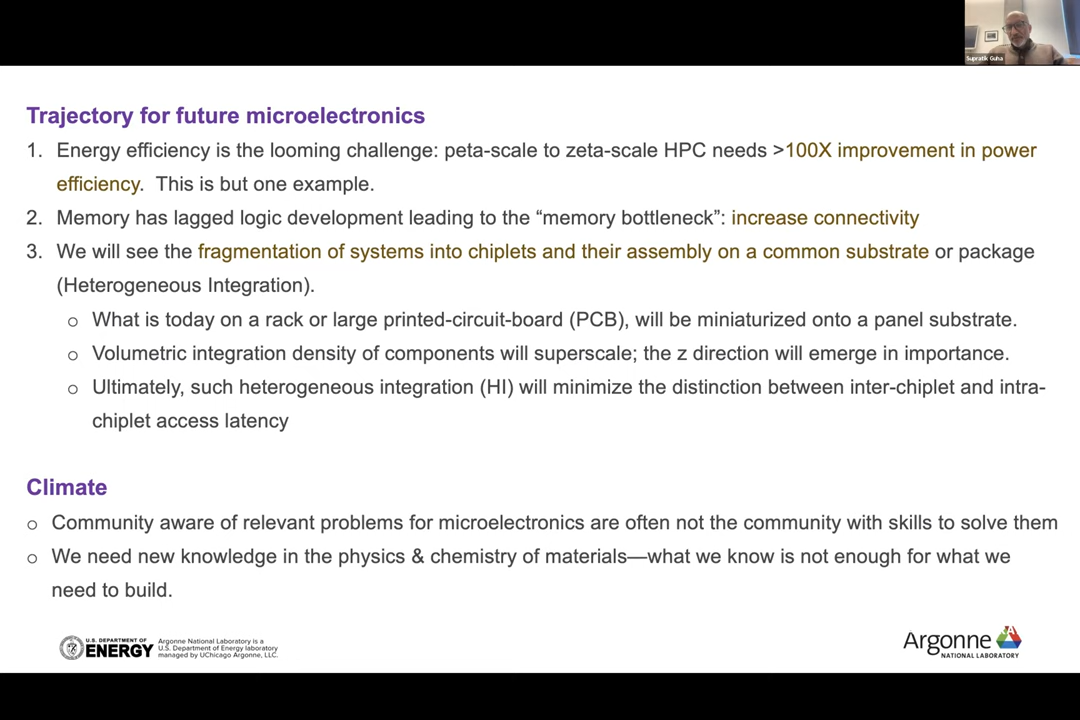 Supratik Guha
Trajectory for future microelectronics
1. Energy efficiency is the looming challenge: peta-scale to zeta-scale HPC needs >100X improvement in power
efficiency. This is but one example.
2. Memory has lagged logic development leading to the “memory bottleneck”: increase connectivity
3. We will see the fragmentation of systems into chiplets and their assembly on a common substrate or package
(Heterogeneous Integration).
o What is today on a rack or large printed-circuit-board (PCB), will be miniaturized onto a panel substrate.
o Volumetric integration density of components will superscale; the z direction will emerge in importance.
o Ultimately, such heterogeneous integration (HI) will minimize the distinction between inter-chiplet and intra-
chiplet access latency
Climate
o Community aware of relevant problems for microelectronics are often not the community with skills to solve them
o We need new knowledge in the physics & chemistry of materials—what we know is not enough for what we
need to build.
U.S. DEPARTMENT OF
ENERGY
Argonne National Laboratory is a
U.S. Department of Energy laboratory
managed by UChicago Argonne, LLC.
Argonne
NATIONAL LABORATORY